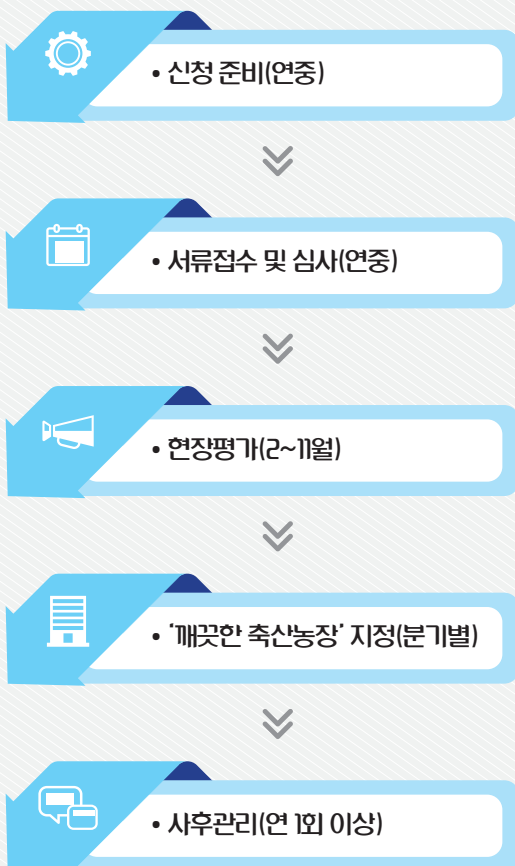 • 신청 준비(연중)
• 서류접수 및 심사(연중)
• 현장평가(2~11월)
• ‘깨끗한 축산농장’ 지정(분기별)
• 사후관리(연 1회 이상)